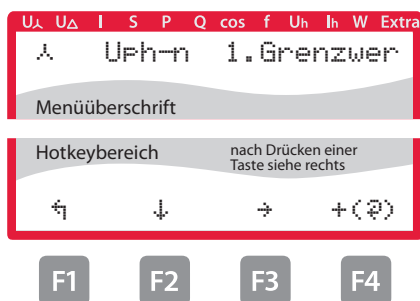 U⅄ U△ I S P Q cos f Uh Ih W Extra
⅄ UPh-n 1.Grenzwer
Menüüberschrift
Hotkeybereich nach Drücken einer
Taste siehe rechts
↰ ↓ → +(⊋)
F1 F2 F3 F4